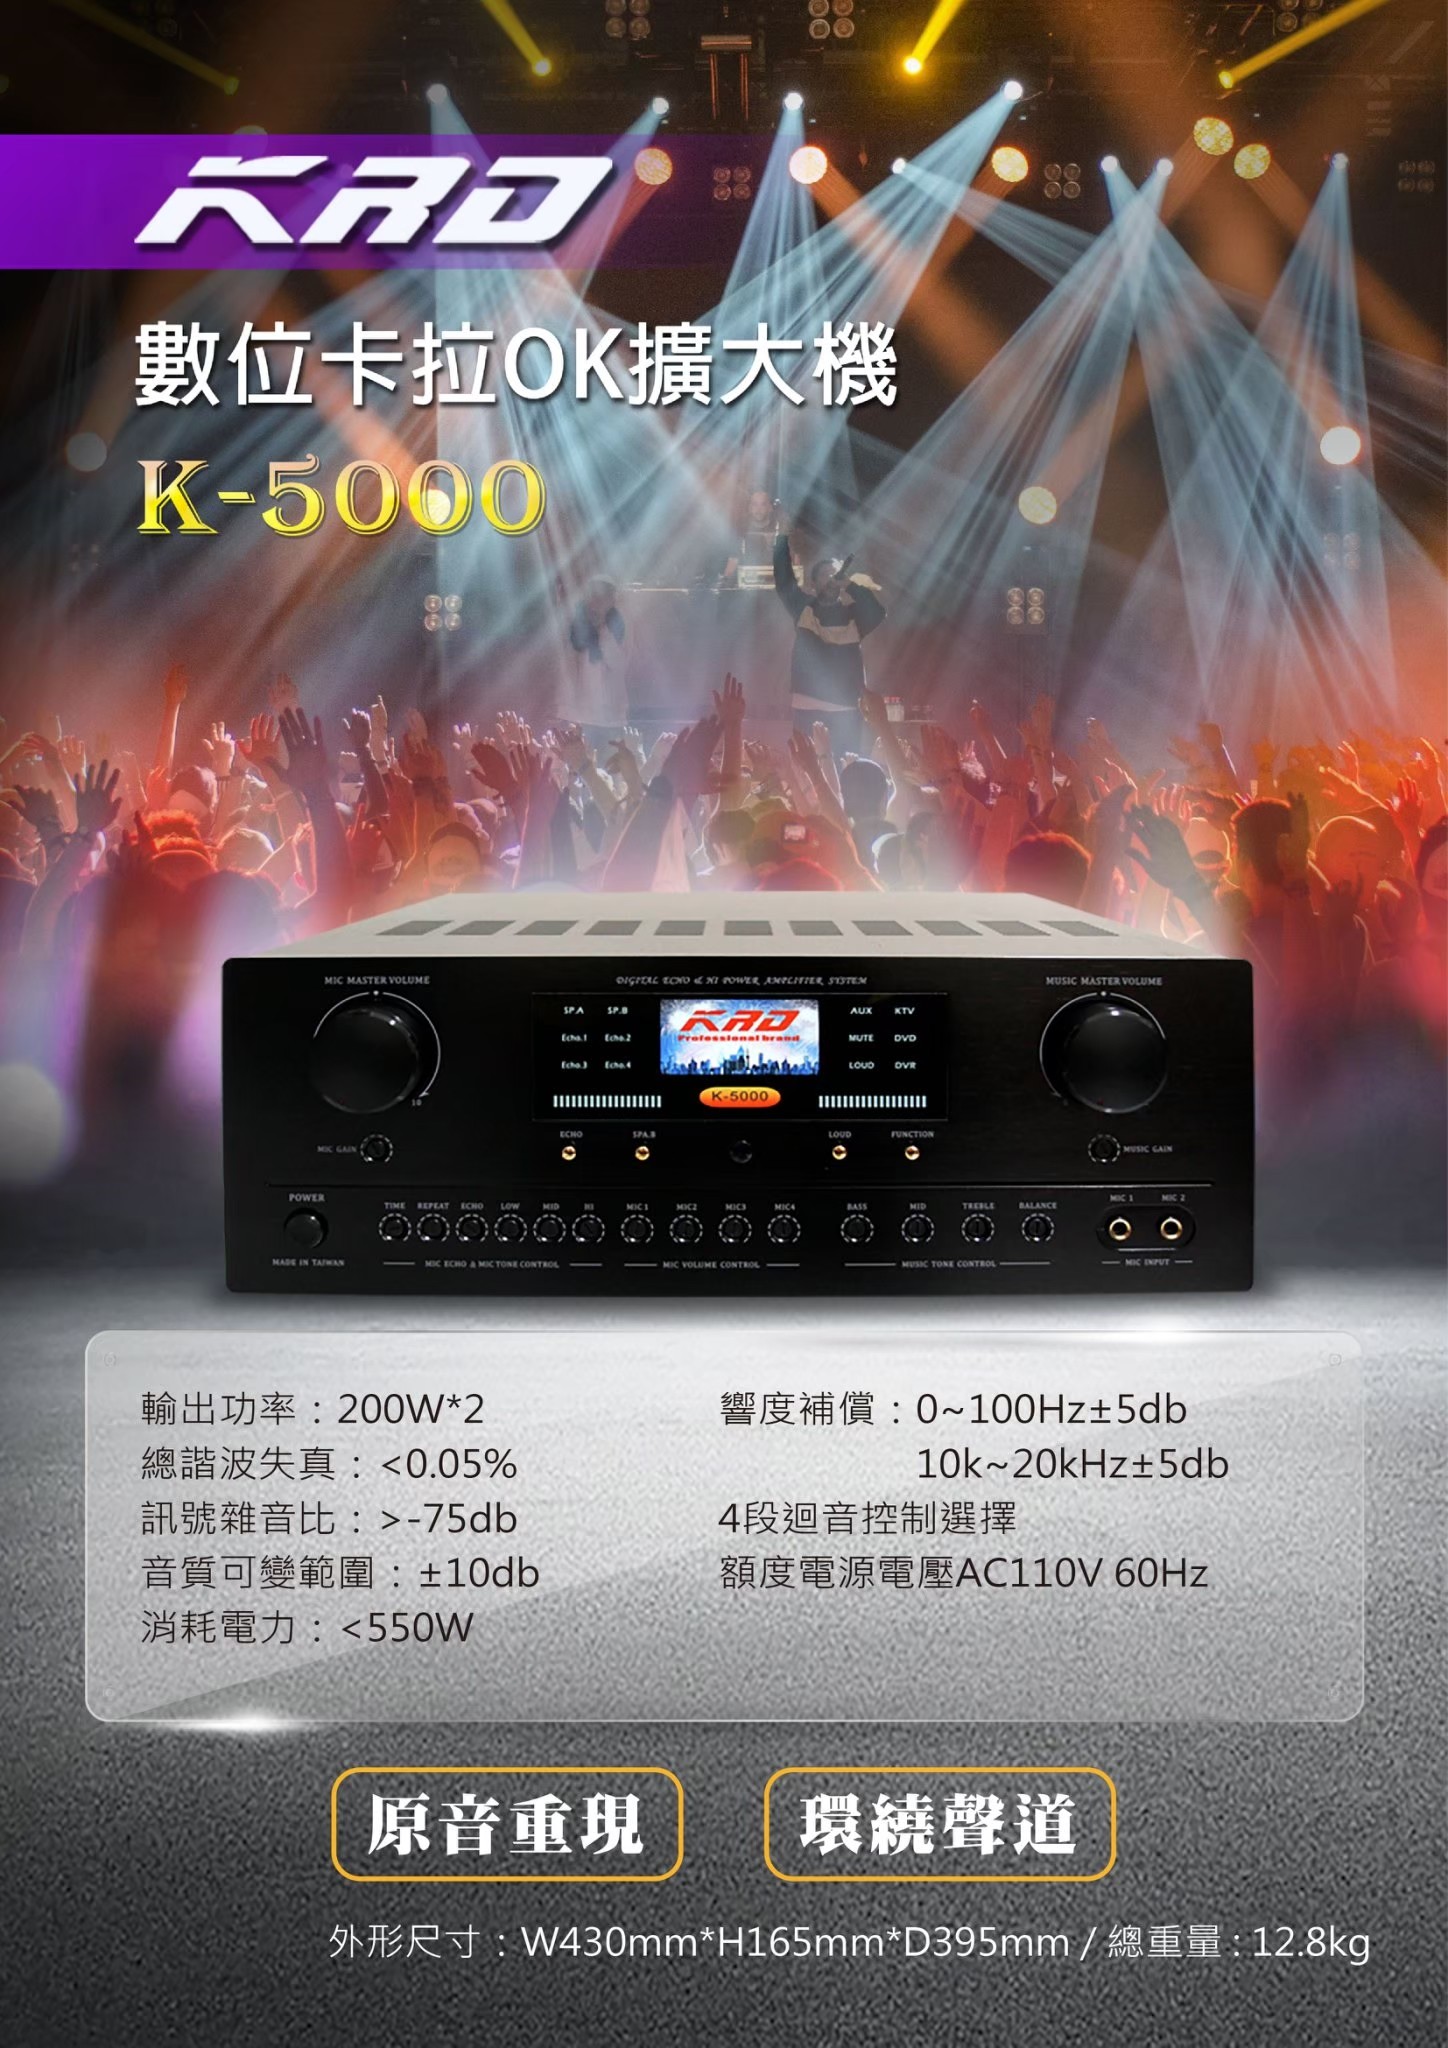 KRD
數位卡拉OK擴大機
K-5000
MIC MASTER VOLUME
DIGITAL ECHO & HI POWER AMPLIFIER SYSTEM
MUSIC MASTER VOLUME
SP.A SP.B
KRD
Professional brand
AUX KTV
Echo.1 Echo.2
MUTE DVD
Echo.3 Echo.4
LOUD DVR
10
K-5000
ECHO SPA.B LOUD FUNCTION
MIC GAIN
MUSIC GAIN
POWER
TIME REPEAT ECHO LOW MID HI MIC 1 MIC2 MIC3 MIC4 BASS MID TREBLE BALANCE
MIC 1 MIC 2
MADE IN TAIWAN
MIC ECHO & MIC TONE CONTROL
MIC VOLUME CONTROL
MUSIC TONE CONTROL
MIC INPUT
輸出功率：200W*2
總諧波失真：<0.05%
訊號雜音比：>-75db
音質可變範圍：±10db
消耗電力：<550W
響度補償：0~100Hz±5db
10k~20kHz±5db
4段迴音控制選擇
額度電源電壓AC110V 60Hz
原音重現
環繞聲道
外形尺寸：W430mm*H165mm*D395mm / 總重量 : 12.8kg